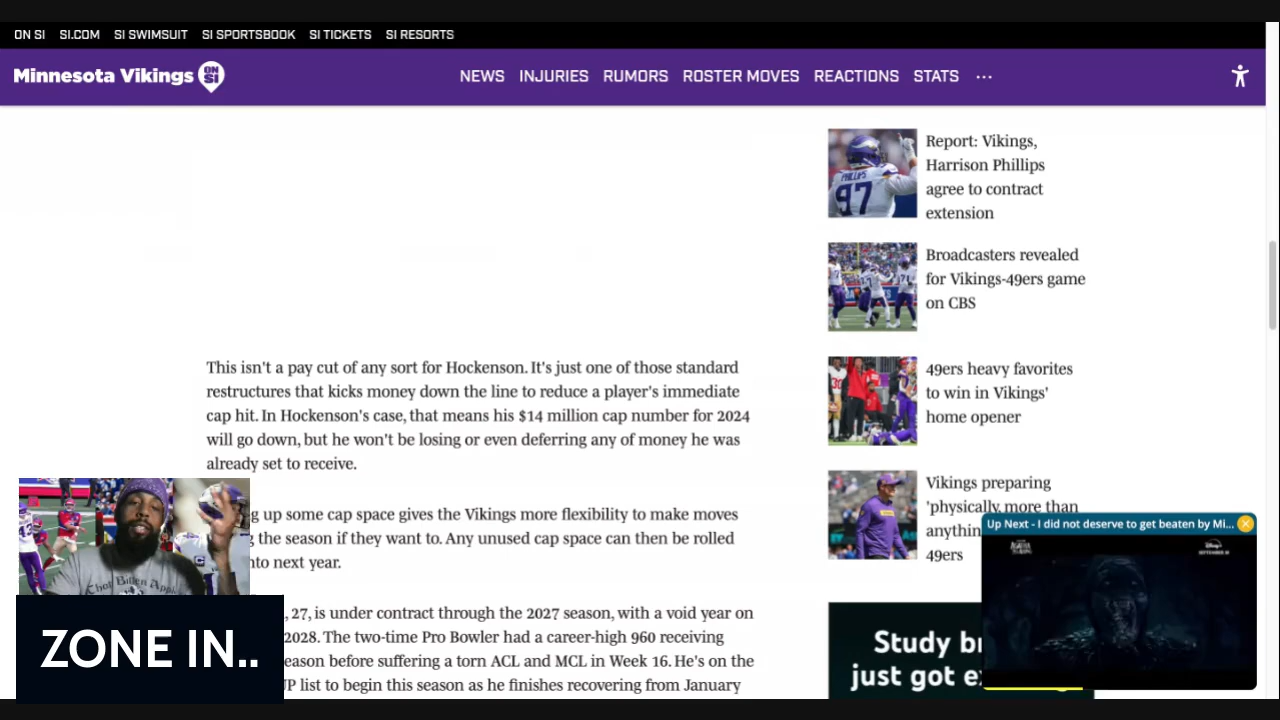 ON SI SI.COM SI SWIMSUIT SI SPORTSBOOK SI TICKETS SI RESORTS
Minnesota Vikings ON SI
NEWS INJURIES RUMORS ROSTER MOVES REACTIONS STATS ...
Report: Vikings,
Harrison Phillips
agree to contract
extension
PHILLIPS
97
Broadcasters revealed
for Vikings-49ers game
on CBS
49ers heavy favorites
to win in Vikings'
home opener
Vikings preparing
'physically, more than
anythin
49ers
This isn't a pay cut of any sort for Hockenson. It's just one of those standard
restructures that kicks money down the line to reduce a player's immediate
cap hit. In Hockenson's case, that means his $14 million cap number for 2024
will go down, but he won't be losing or even deferring any of money he was
already set to receive.
g up some cap space gives the Vikings more flexibility to make moves
g the season if they want to. Any unused cap space can then be rolled
nto next year.
, 27, is under contract through the 2027 season, with a void year on
2028. The two-time Pro Bowler had a career-high 960 receiving
eason before suffering a torn ACL and MCL in Week 16. He's on the
UP list to begin this season as he finishes recovering from January
ZONE IN..
Up Next - I did not deserve to get beaten by Mi...
Disney+
Study br
just got e